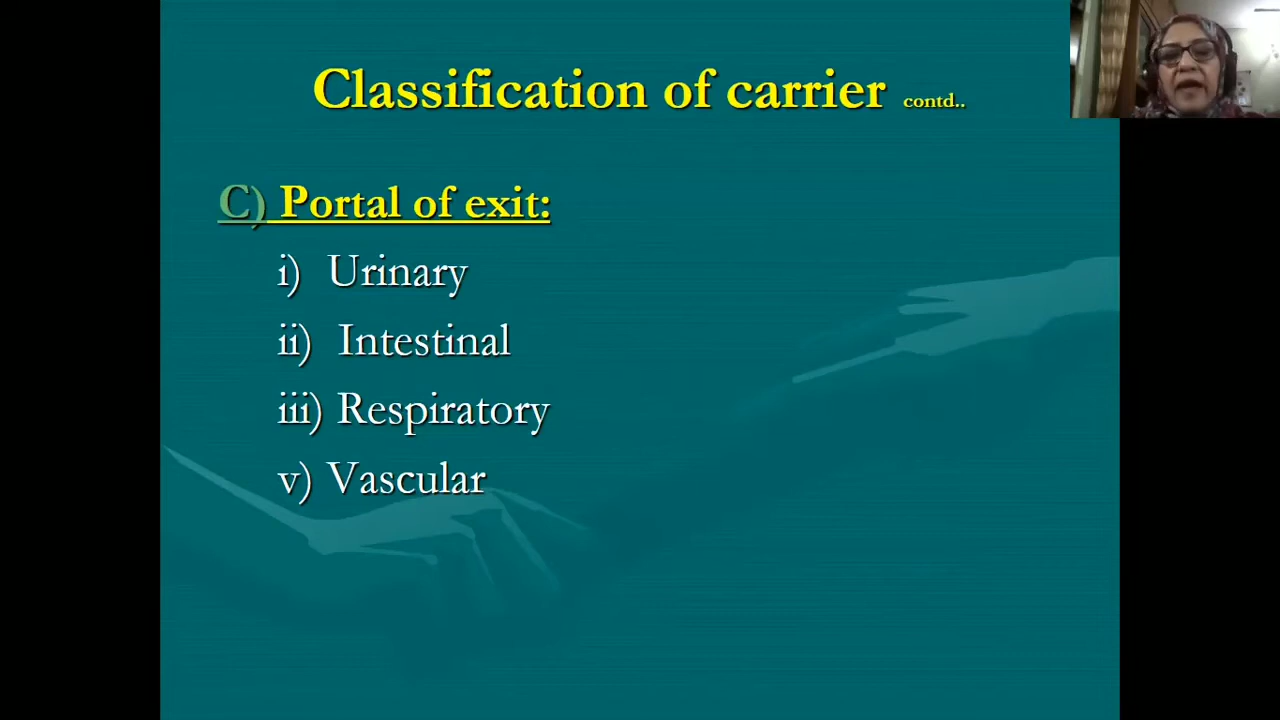 Classification of carrier contd..
C) Portal of exit:
i) Urinary
ii) Intestinal
iii) Respiratory
v) Vascular